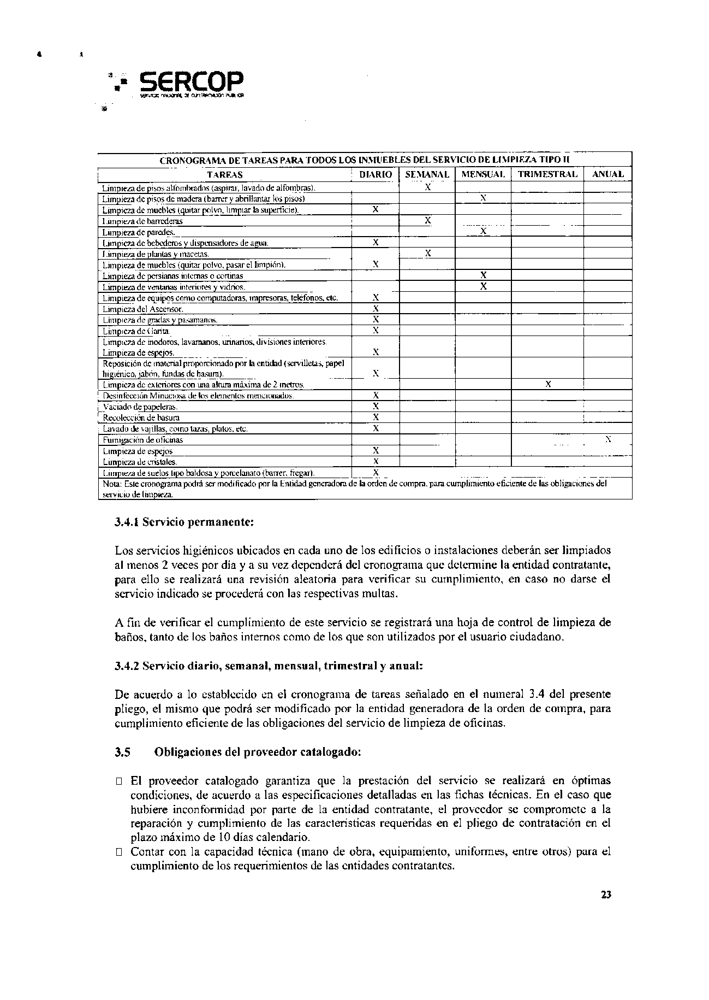 SERCOP
CRONOGRAMA DE TAREAS PARA TODOS LOS INMUEBLES DEL SERVICIO DE LIMPIEZA TIPO II
TAREAS DIARIO SEMANAL MENSUAL TRIMESTRAL ANUAL
Limpieza de pisos alfombrados (aspirar, lavado de alfombras). X
Limpieza de pisos de madera (barrer y abrillantar los pisos) X
Limpieza de muebles (quitar polvo, limpiar la superficie). X
Limpieza de barrederas X
Limpieza de paredes. X
Limpieza de bebederos y dispensadores de agua. X
Limpieza de plantas y macetas. X
Limpieza de muebles (quitar polvo, pasar el limpión). X
Limpieza de persianas internas o cortinas X
Limpieza de ventanas interiores y vidrios. X
Limpieza de equipos como computadoras, impresoras, teléfonos, etc. X
Limpieza del Ascensor. X
Limpieza de gradas y pasamanos. X
Limpieza de Garita. X
Limpieza de inodoros, lavamanos, urinarios, divisiones interiores.
Limpieza de espejos. X
Reposición de material proporcionado por la entidad (servilletas, papel
higiénico, jabón, fundas de basura). X
Limpieza de exteriores con una altura máxima de 2 metros. X
Desinfección Minuciosa de los elementos mencionados. X
Vaciado de papeleras. X
Recolección de basura X
Lavado de vajillas, como tazas, platos, etc. X
Fumigación de oficinas X
Limpieza de espejos X
Limpieza de cristales. X
Limpieza de suelos tipo baldosa y porcelanato (barrer, fregar). X
Nota: Este cronograma podrá ser modificado por la Entidad generadora de la orden de compra, para cumplimiento eficiente de las obligaciones del
servicio de limpieza.
3.4.1 Servicio permanente:
Los servicios higiénicos ubicados en cada uno de los edificios o instalaciones deberán ser limpiados
al menos 2 veces por día y a su vez dependerá del cronograma que determine la entidad contratante,
para ello se realizará una revisión aleatoria para verificar su cumplimiento, en caso no darse el
servicio indicado se procederá con las respectivas multas.
A fin de verificar el cumplimiento de este servicio se registrará una hoja de control de limpieza de
baños, tanto de los baños internos como de los que son utilizados por el usuario ciudadano.
3.4.2 Servicio diario, semanal, mensual, trimestral y anual:
De acuerdo a lo establecido en el cronograma de tareas señalado en el numeral 3.4 del presente
pliego, el mismo que podrá ser modificado por la entidad generadora de la orden de compra, para
cumplimiento eficiente de las obligaciones del servicio de limpieza de oficinas.
3.5 Obligaciones del proveedor catalogado:
□ El proveedor catalogado garantiza que la prestación del servicio se realizará en óptimas
condiciones, de acuerdo a las especificaciones detalladas en las fichas técnicas. En el caso que
hubiere inconformidad por parte de la entidad contratante, el proveedor se compromete a la
reparación y cumplimiento de las características requeridas en el pliego de contratación en el
plazo máximo de 10 días calendario.
□ Contar con la capacidad técnica (mano de obra, equipamiento, uniformes, entre otros) para el
cumplimiento de los requerimientos de las entidades contratantes.
23